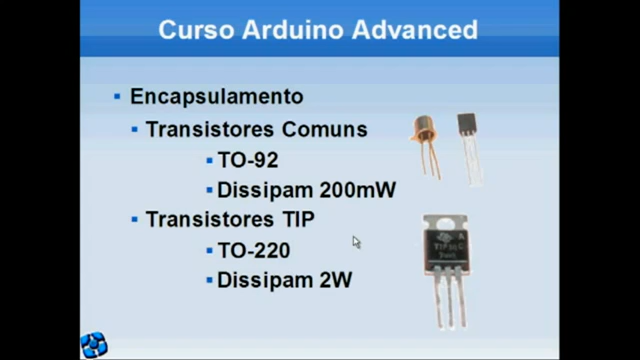 Curso Arduino Advanced
Encapsulamento
Transistores Comuns
TO-92
Dissipam 200mW
Transistores TIP
TO-220
Dissipam 2W